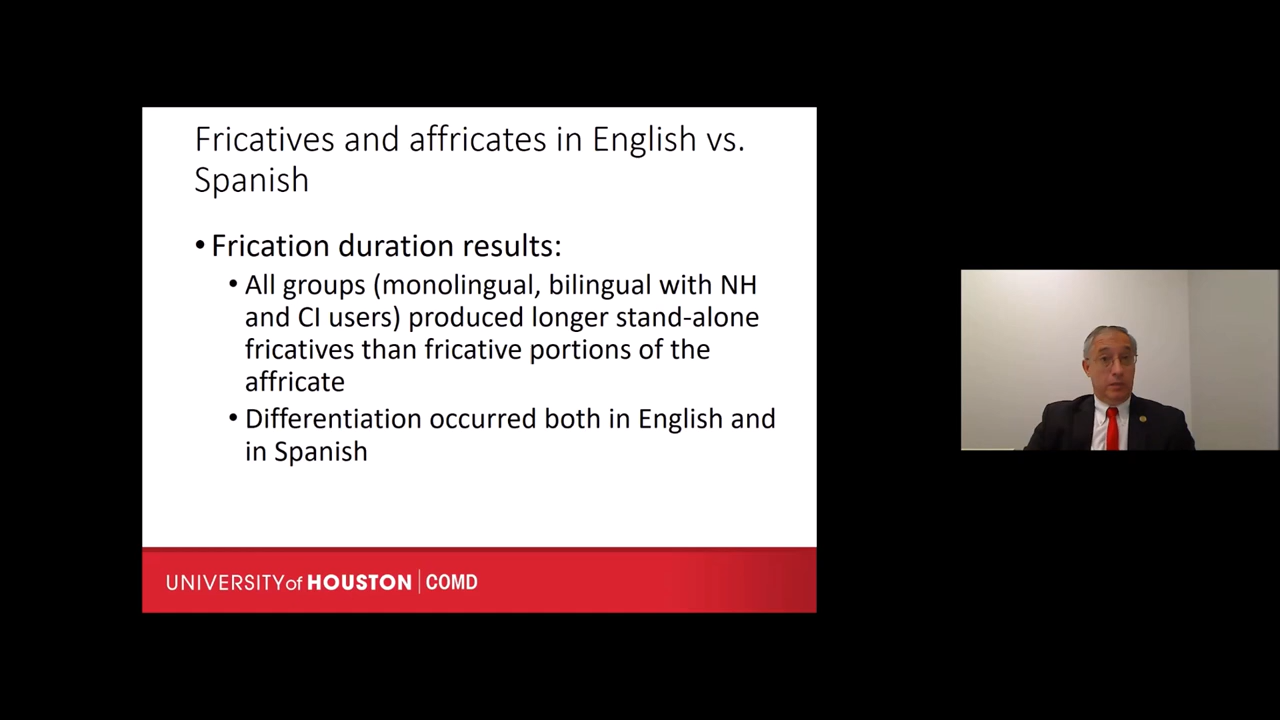 Fricatives and affricates in English vs.
Spanish
• Frication duration results:
• All groups (monolingual, bilingual with NH
and CI users) produced longer stand-alone
fricatives than fricative portions of the
affricate
• Differentiation occurred both in English and
in Spanish
UNIVERSITY of HOUSTON | COMD